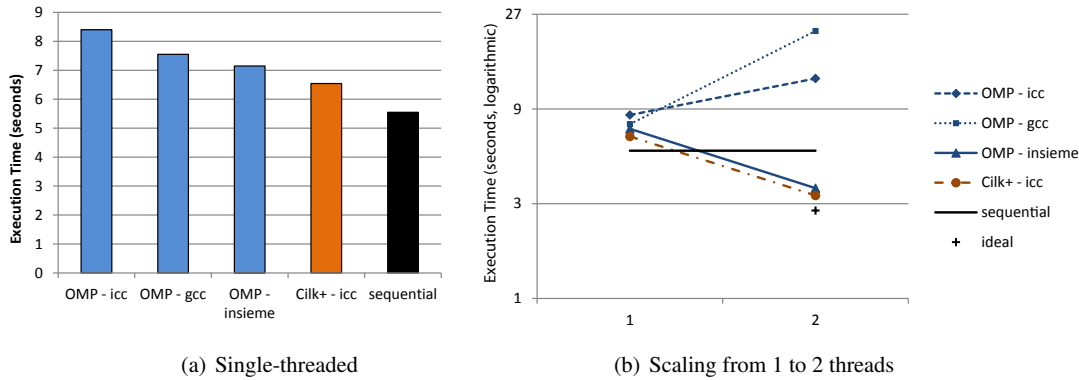 Execution Time (seconds)
9
8
7
6
5
4
3
2
1
0
OMP - icc
OMP - gcc
OMP -
insieme
Cilk+ - icc
sequential
(a) Single-threaded
Execution Time (seconds, logarithmic)
27
9
3
1
1
2
OMP - icc
OMP - gcc
OMP - insieme
Cilk+ - icc
sequential
ideal
(b) Scaling from 1 to 2 threads